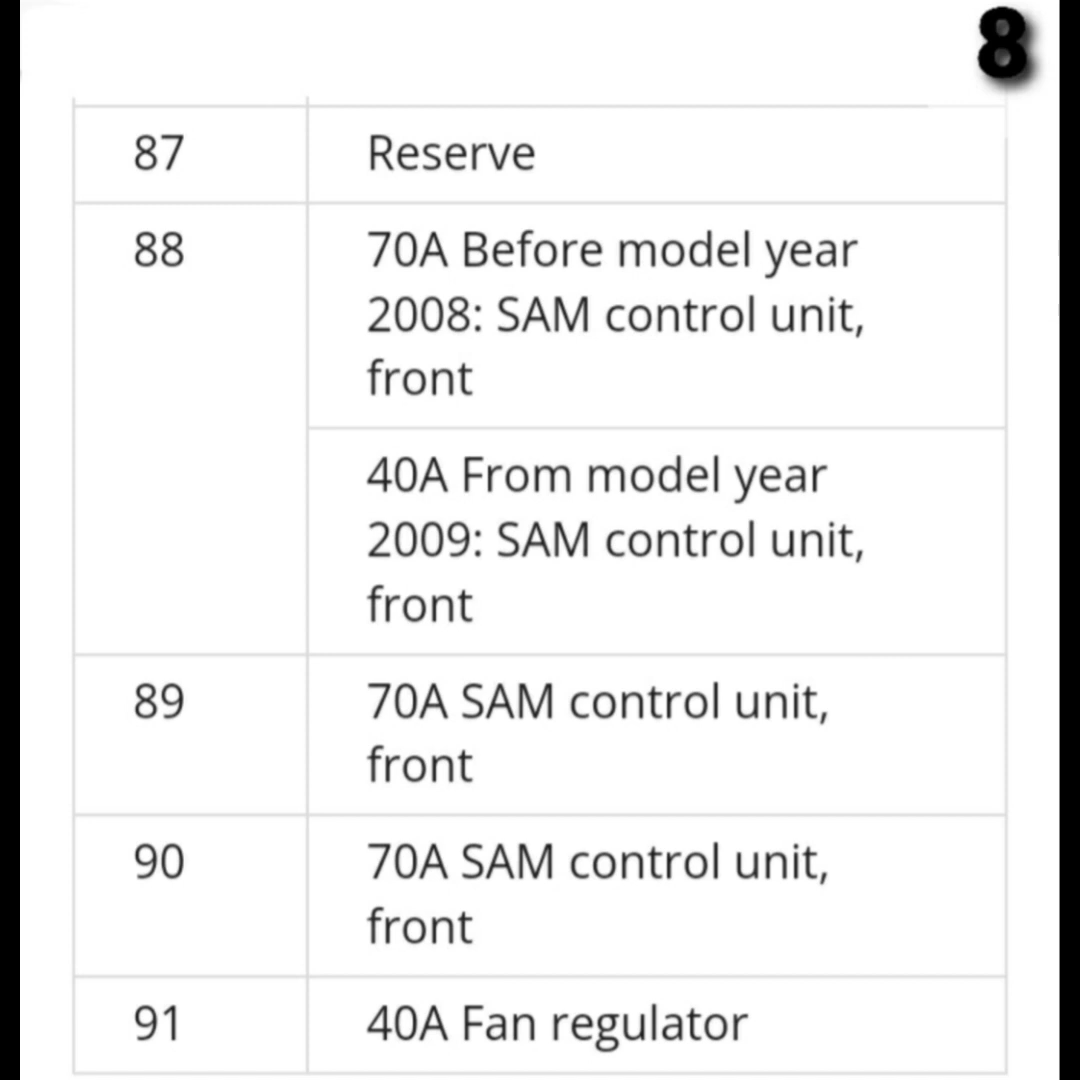 8
87 Reserve
88 70A Before model year
2008: SAM control unit,
front
40A From model year
2009: SAM control unit,
front
89 70A SAM control unit,
front
90 70A SAM control unit,
front
91 40A Fan regulator